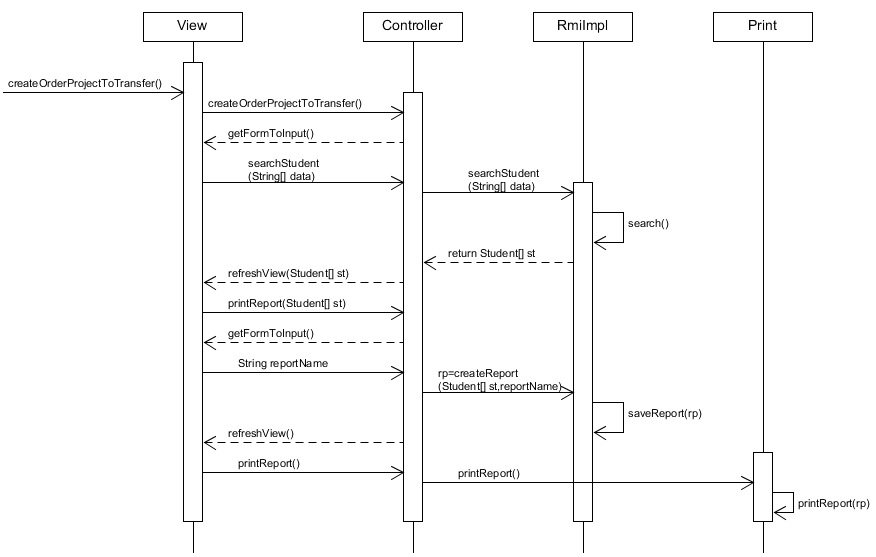 View
Controller
RmiImpl
Print
createOrderProjectToTransfer()
createOrderProjectToTransfer()
getFormToInput()
searchStudent
(String[] data)
searchStudent
(String[] data)
search()
return Student[] st
refreshView(Student[] st)
printReport(Student[] st)
getFormToInput()
String reportName
rp=createReport
(Student[] st,reportName)
saveReport(rp)
refreshView()
printReport()
printReport()
printReport(rp)